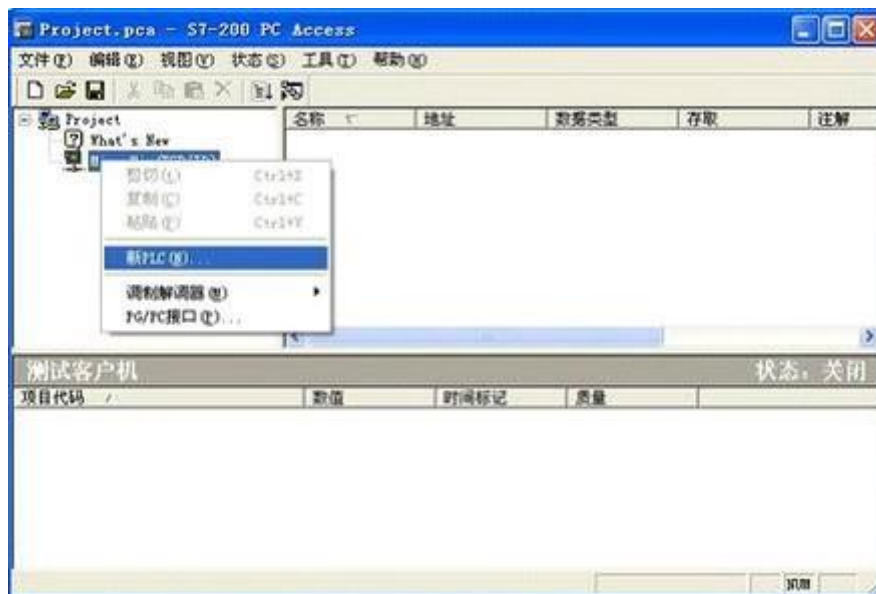 Project.pca - S7-200 PC Access
文件(F) 编辑(E) 视图(V) 状态(S) 工具(T) 帮助(H)
Project
What's New
名称 地址 数据类型 存取 注解
剪切(t) Ctrl+X
复制(C) Ctrl+C
粘贴(P) Ctrl+V
新PLC(N)...
调制解调器(M)
PG/PC接口(P)...
测试客户机 状态: 关闭
项目代码 / 数值 时间标记 质量
NUM